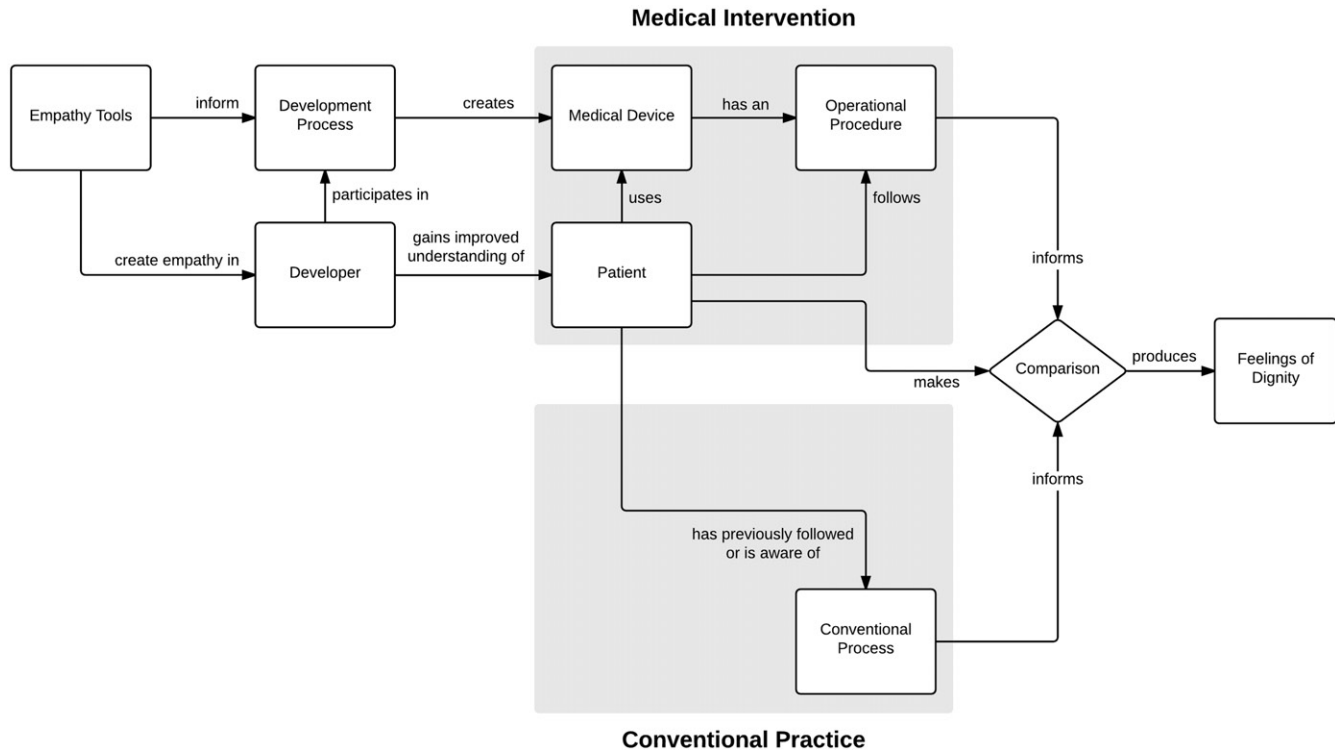 Medical Intervention
Empathy Tools
inform
Development
Process
creates
Medical Device
has an
Operational
Procedure
participates in
uses
follows
create empathy in
Developer
gains improved
understanding of
Patient
informs
makes
Comparison
produces
Feelings of
Dignity
informs
has previously followed
or is aware of
Conventional
Process
Conventional Practice